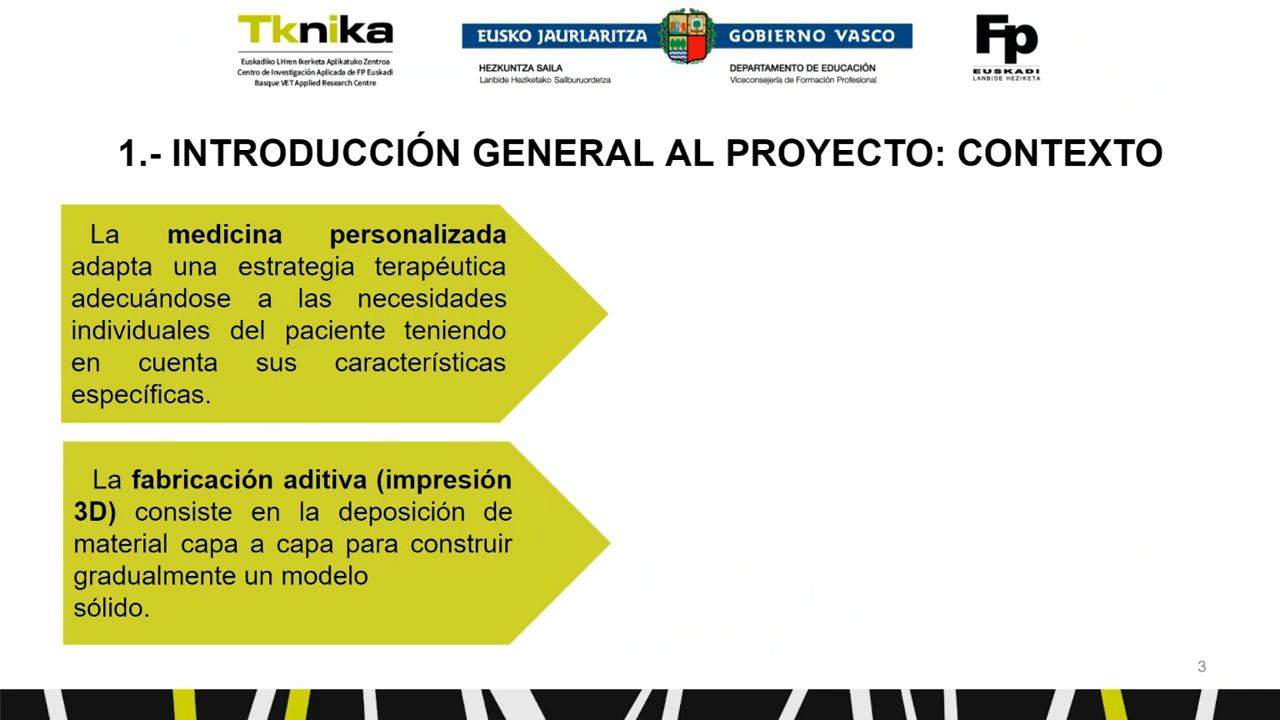 Tknika
Euskadiko LHren Ikerketa Aplikatuko Zentroa
Centro de Investigación Aplicada de FP Euskadi
Basque VET Applied Research Centre
EUSKO JAURLARITZA
GOBIERNO VASCO
HEZKUNTZA SAILA
Lanbide Heziketako Sailburuordetza
DEPARTAMENTO DE EDUCACIÓN
Viceconsejería de Formación Profesional
Fp
EUSKADI
LANBIDE HEZIKETA
1.- INTRODUCCIÓN GENERAL AL PROYECTO: CONTEXTO
La medicina personalizada
adapta una estrategia terapéutica
adecuándose a las necesidades
individuales del paciente teniendo
en cuenta sus características
específicas.
La fabricación aditiva (impresión
3D) consiste en la deposición de
material capa a capa para construir
gradualmente un modelo
sólido.
3